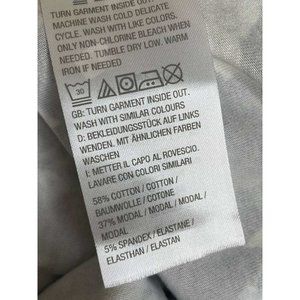 TURN GARMENT INSIDE OUT.
MACHINE WASH COLD DELICATE
CYCLE. WASH WITH LIKE COLORS.
ONLY NON-CHLORINE BLEACH WHEN
NEEDED. TUMBLE DRY LOW. WARM
IRON IF NEEDED
30
GB: TURN GARMENT INSIDE OUT.
WASH WITH SIMILAR COLOURS
D: BEKLEIDUNGSSTÜCK AUF LINKS
WENDEN. MIT ÄHNLICHEN FARBEN
WASCHEN
I: METTER IL CAPO AL ROVESCIO.
LAVARE CON COLORI SIMILARI
58% COTTON / COTONE /
BAUMWOLLE / COTONE
37% MODAL / MODAL / MODAL /
MODAL
5% SPANDEX / ELASTANE /
ELASTHAN / ELASTAN